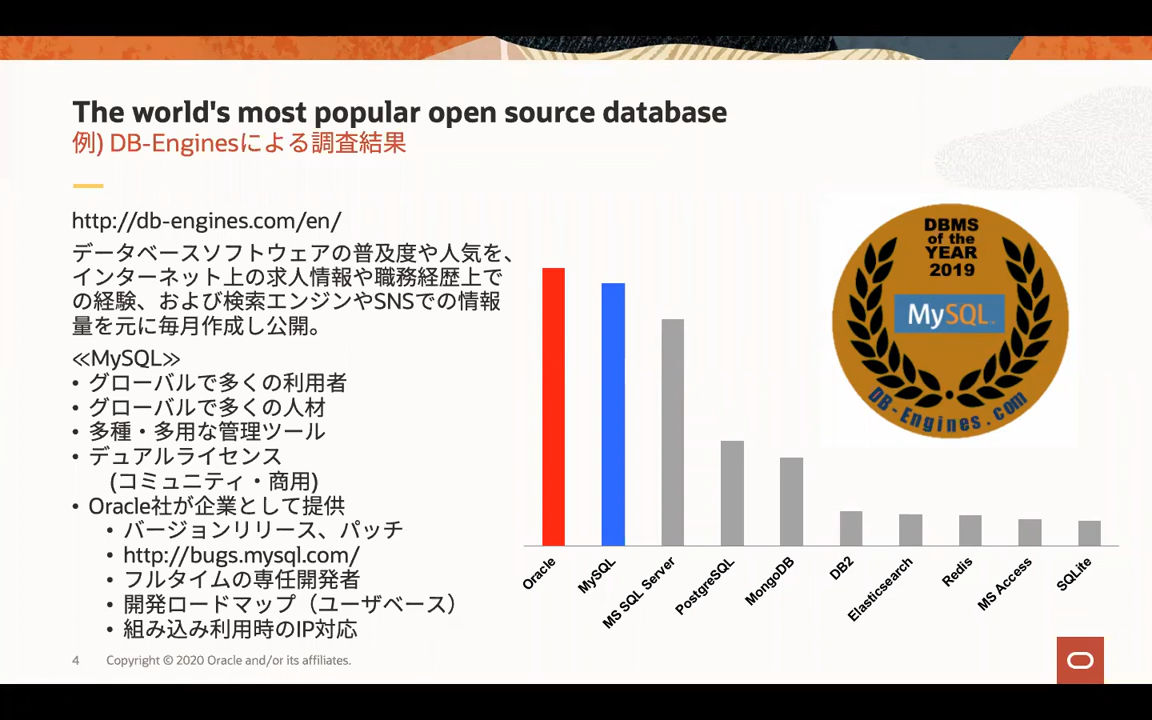 The world's most popular open source database
例) DB-Enginesによる調査結果
http://db-engines.com/en/
データベースソフトウェアの普及度や人気を、
インターネット上の求人情報や職務経歴上で
の経験、および検索エンジンやSNSでの情報
量を元に毎月作成し公開。
≪MySQL≫
• グローバルで多くの利用者
• グローバルで多くの人材
• 多種・多用な管理ツール
• デュアルライセンス
(コミュニティ・商用)
• Oracle社が企業として提供
• バージョンリリース、パッチ
• http://bugs.mysql.com/
• フルタイムの専任開発者
• 開発ロードマップ（ユーザベース）
• 組み込み利用時のIP対応
DBMS
of the
YEAR
2019
MySQL
DB-Engines.com
Oracle
MySQL
MS SQL Server
PostgreSQL
MongoDB
DB2
Elasticsearch
Redis
MS Access
SQLite
4 Copyright © 2020 Oracle and/or its affiliates.